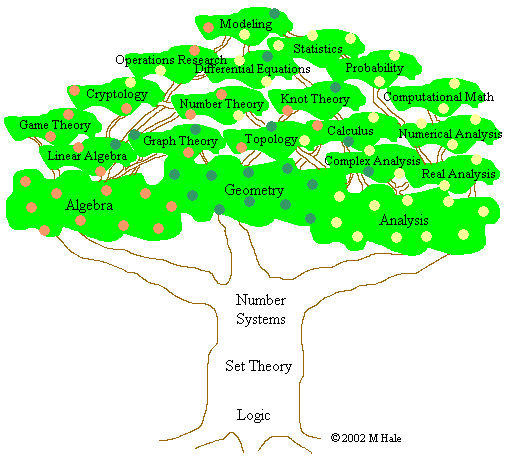 Modeling
Statistics
Operations Research
Differential Equations
Probability
Cryptology
Number Theory
Knot Theory
Computational Math
Game Theory
Graph Theory
Topology
Calculus
Numerical Analysis
Linear Algebra
Complex Analysis
Real Analysis
Algebra
Geometry
Analysis
Number
Systems
Set Theory
Logic
© 2002 M Hale